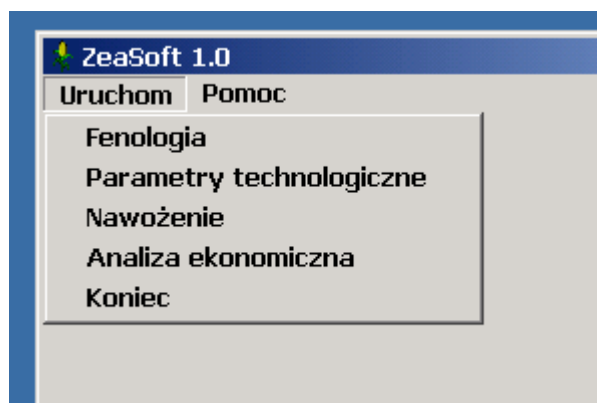 ZeaSoft 1.0
Uruchom Pomoc
Fenologia
Parametry technologiczne
Nawożenie
Analiza ekonomiczna
Koniec